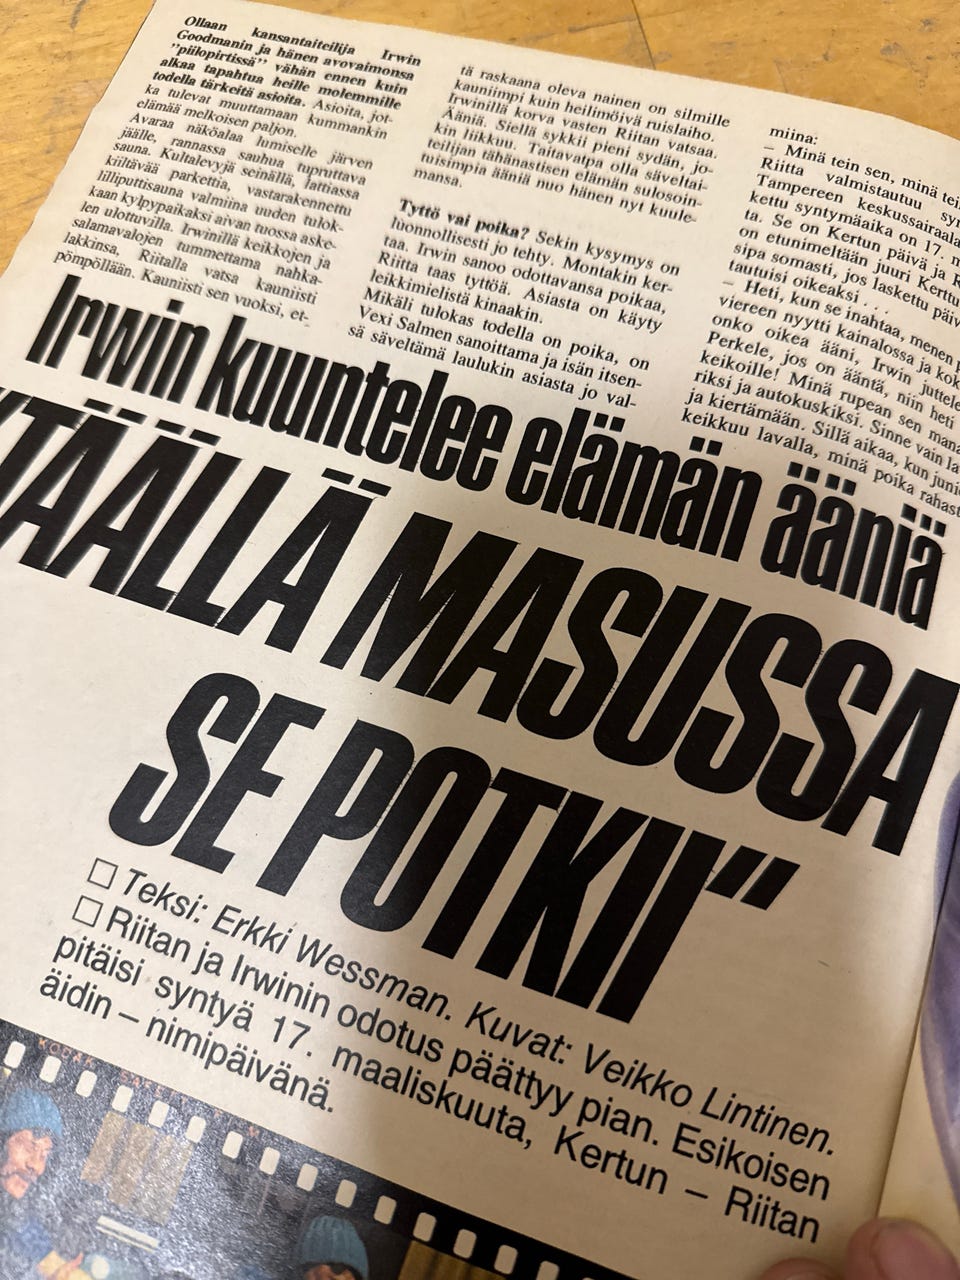 Ollaan kansantaiteilija Irwin
Goodmanin ja hänen avovaimonsa
"piilopirtissä" vähän ennen kuin
alkaa tapahtua heille molemmille
todella tärkeitä asioita. Asioita, jot-
ka tulevat muuttamaan kummankin
elämää melkoisen paljon.
Avaraa näköalaa lumiselle järven
jäälle, rannassa sauhua tupruttava
sauna. Kultalevyjä seinällä, lattiassa
kiiltävää parkettia, vastarakennettu
lilliputtisauna valmiina uuden tulok-
kaan kylpypaikaksi aivan tuossa aske-
len ulottuvilla. Irwinillä keikkojen ja
salamavalojen tummettama nahka-
lakkinsa, Riitalla vatsa kauniisti
pömpöllään. Kauniisti sen vuoksi, et-
tä raskaana oleva nainen on silmille
kauniimpi kuin heilimöivä ruislaiho.
Irwinillä korva vasten Riitan vatsaa.
Ääniä. Siellä sykkii pieni sydän, jo-
kin liikkuu. Taitavatpa olla säveltai-
teilijan tähänastisen elämän sulosoin-
tuisimpia ääniä nuo hänen nyt kuule-
mansa.
Tyttö vai poika? Sekin kysymys on
luonnollisesti jo tehty. Montakin ker-
taa. Irwin sanoo odottavansa poikaa,
Riitta taas tyttöä. Asiasta on käyty
leikkimielistä kinaakin.
Mikäli tulokas todella on poika, on
Vexi Salmen sanoittama ja isän itsen-
sä säveltämä laulukin asiasta jo val-
miina:
– Minä tein sen, minä tei
Riitta valmistautuu syn
Tampereen keskussairaala
kettu syntymäaika on 17. m
ta. Se on Kertun päivä ja R
on etunimeltään juuri Kerttu
sipa somasti, jos laskettu päiv
tautuisi oikeaksi . .
– Heti, kun se inahtaa, menen p
viereen nyytti kainalossa ja kok
onko oikea ääni, Irwin juttele
Perkele, jos on ääntä, niin heti
keikoille! Minä rupean sen mana
riksi ja autokuskiksi. Sinne vain la
ja kiertämään. Sillä aikaa, kun juni
keikkuu lavalla, minä poika rahast
Irwin kuuntelee elämän ääniä
TÄÄLLÄ MASUSSA
SE POTKII"
□ Teksi: Erkki Wessman. Kuvat: Veikko Lintinen.
□ Riitan ja Irwinin odotus päättyy pian. Esikoisen
pitäisi syntyä 17. maaliskuuta, Kertun – Riitan
äidin – nimipäivänä.